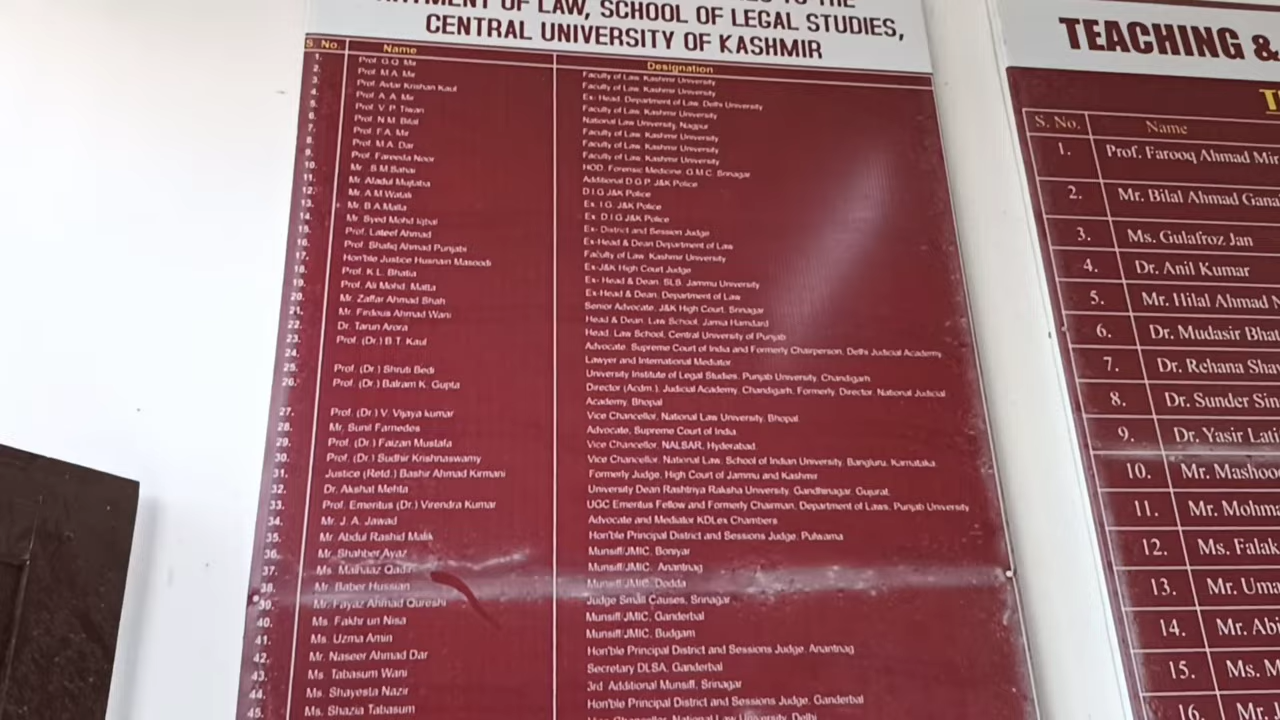 DEPARTMENT OF LAW, SCHOOL OF LEGAL STUDIES,
CENTRAL UNIVERSITY OF KASHMIR
S. No. Name Designation
1. Prof. G.Q. Mir Faculty of Law, Kashmir University
2. Prof. M.A. Mir Faculty of Law, Kashmir University
3. Prof. Avtar Krishan Kaul Ex- Head, Department of Law, Delhi University
4. Prof. A.A. Mir Faculty of Law, Kashmir University
5. Prof. V.P. Tiwari National Law University, Nagpur
6. Prof. N.M. Bilal Faculty of Law, Kashmir University
7. Prof. F.A. Mir Faculty of Law, Kashmir University
8. Prof. M.A. Dar Faculty of Law, Kashmir University
9. Prof. Fareeda Noor HOD, Forensic Medicine, G.M.C. Srinagar
10. Mr. S.M.Sahai Additional D.G.P. J&K Police
11. Mr. Afadul Mujtaba D.I.G J&K Police
12. Mr. A.M Watali Ex. I.G. J&K Police
13. Mr. B.A Malla Ex. D.I.G J&K Police
14. Mr. Syed Mohd Iqbal Ex- District and Session Judge
15. Prof. Lateef Ahmad Ex-Head & Dean Department of Law
16. Prof. Shafiq Ahmad Punjabi Faculty of Law, Kashmir University
17. Hon'ble Justice Husnain Masoodi Ex-J&K High Court Judge
18. Prof. K.L. Bhatia Ex- Head & Dean, SLS, Jammu University
19. Prof. Ali Mohd. Matta Ex-Head & Dean, Department of Law
20. Mr. Zaffar Ahmad Shah Senior Advocate, J&K High Court, Srinagar
21. Mr. Firdous Ahmad Wani Head & Dean, Law School, Jamia Hamdard
22. Dr. Tarun Arora Head, Law School, Central University of Punjab
23. Prof. (Dr.) B.T. Kaul Advocate, Supreme Court of India and Formerly Chairperson, Delhi Judicial Academy
24. Lawyer and International Mediator
25. Prof. (Dr.) Shruti Bedi University Institute of Legal Studies, Punjab University, Chandigarh
26. Prof. (Dr.) Balram K. Gupta Director (Acdm.), Judicial Academy, Chandigarh, Formerly, Director, National Judicial
Academy, Bhopal
27. Prof. (Dr.) V. Vijaya kumar Vice Chancellor, National Law University, Bhopal
28. Mr. Sunil Farnedes Advocate, Supreme Court of India
29. Prof. (Dr.) Faizan Mustafa Vice Chancellor, NALSAR, Hyderabad
30. Prof. (Dr.) Sudhir Krishnaswamy Vice Chancellor, National Law, School of Indian University, Bangluru, Karnataka
31. Justice (Retd.) Bashir Ahmad Kirmani Formerly Judge, High Court of Jammu and Kashmir
32. Dr. Akshat Mehta University Dean Rashtriya Raksha University, Gandhinagar, Gujurat
33. Prof. Emeritus (Dr.) Virendra Kumar UGC Emeritus Fellow and Formerly Chairman, Department of Laws, Punjab University
34. Mr. J. A. Jawad Advocate and Mediator KDLex Chambers
35. Mr Abdul Rashid Malik Hon'ble Principal District and Sessions Judge, Pulwama
36. Mr. Shahber Ayaz Munsiff/JMIC, Boniyar
37. Ms. Mahaaz Qadri Munsiff/JMIC, Anantnag
38. Mr. Baber Hussian Munsiff/JMIC, Dodda
39. Mr. Fayaz Ahmad Qureshi Judge Small Causes, Srinagar
40. Ms. Fakhr un Nisa Munsiff/JMIC, Ganderbal
41. Ms. Uzma Amin Munsiff/JMIC, Budgam
42. Mr. Naseer Ahmad Dar Hon'ble Principal District and Sessions Judge, Anantnag
43. Ms. Tabasum Wani Secretary DLSA, Ganderbal
44. Ms. Shayesta Nazir 3rd Additional Munsiff, Srinagar
45. Ms. Shazia Tabasum Hon'ble Principal District and Sessions Judge, Ganderbal
Vice Chancellor, National Law University, Delhi
TEACHING &
S. No. Name
1. Prof. Farooq Ahmad Mir
2. Mr. Bilal Ahmad Gana
3. Ms. Gulafroz Jan
4. Dr. Anil Kumar
5. Mr. Hilal Ahmad N
6. Dr. Mudasir Bhat
7. Dr. Rehana Shaw
8. Dr. Sunder Sin
9. Dr. Yasir Lati
10. Mr. Mashoo
11. Mr. Mohma
12. Ms. Falak
13. Mr. Uma
14. Mr. Abi
15. Ms. M
16. Mr.